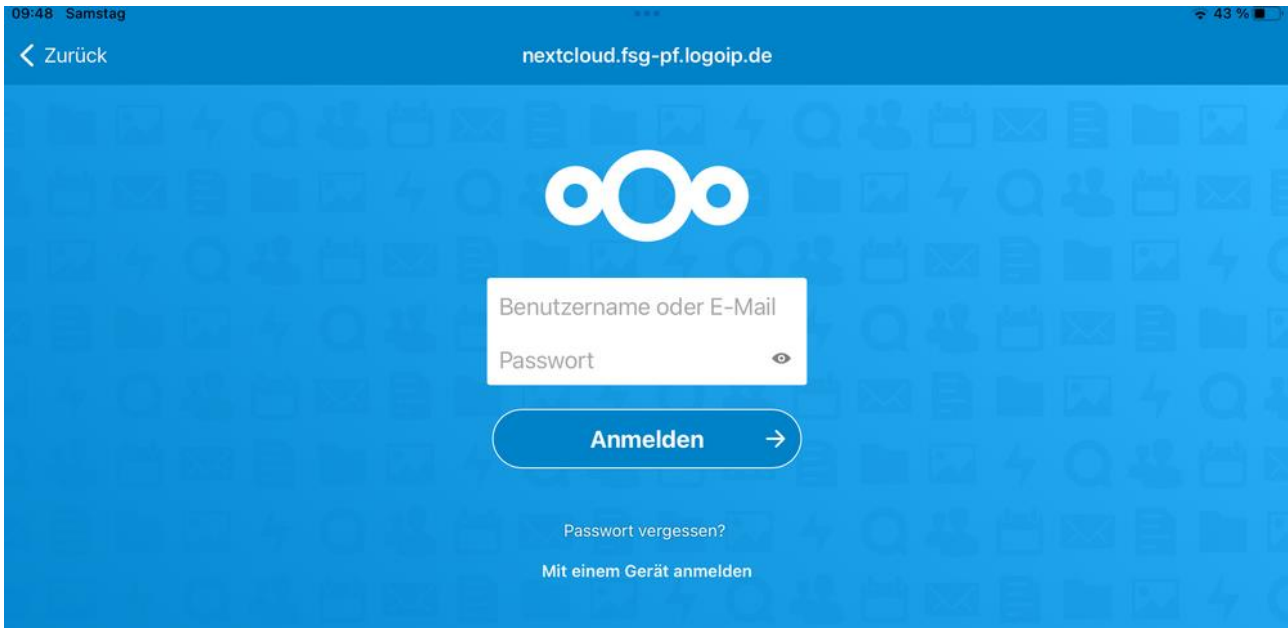 09:48 Samstag
43 %
Zurück
nextcloud.fsg-pf.logoip.de
Benutzername oder E-Mail
Passwort
Anmelden
Passwort vergessen?
Mit einem Gerät anmelden